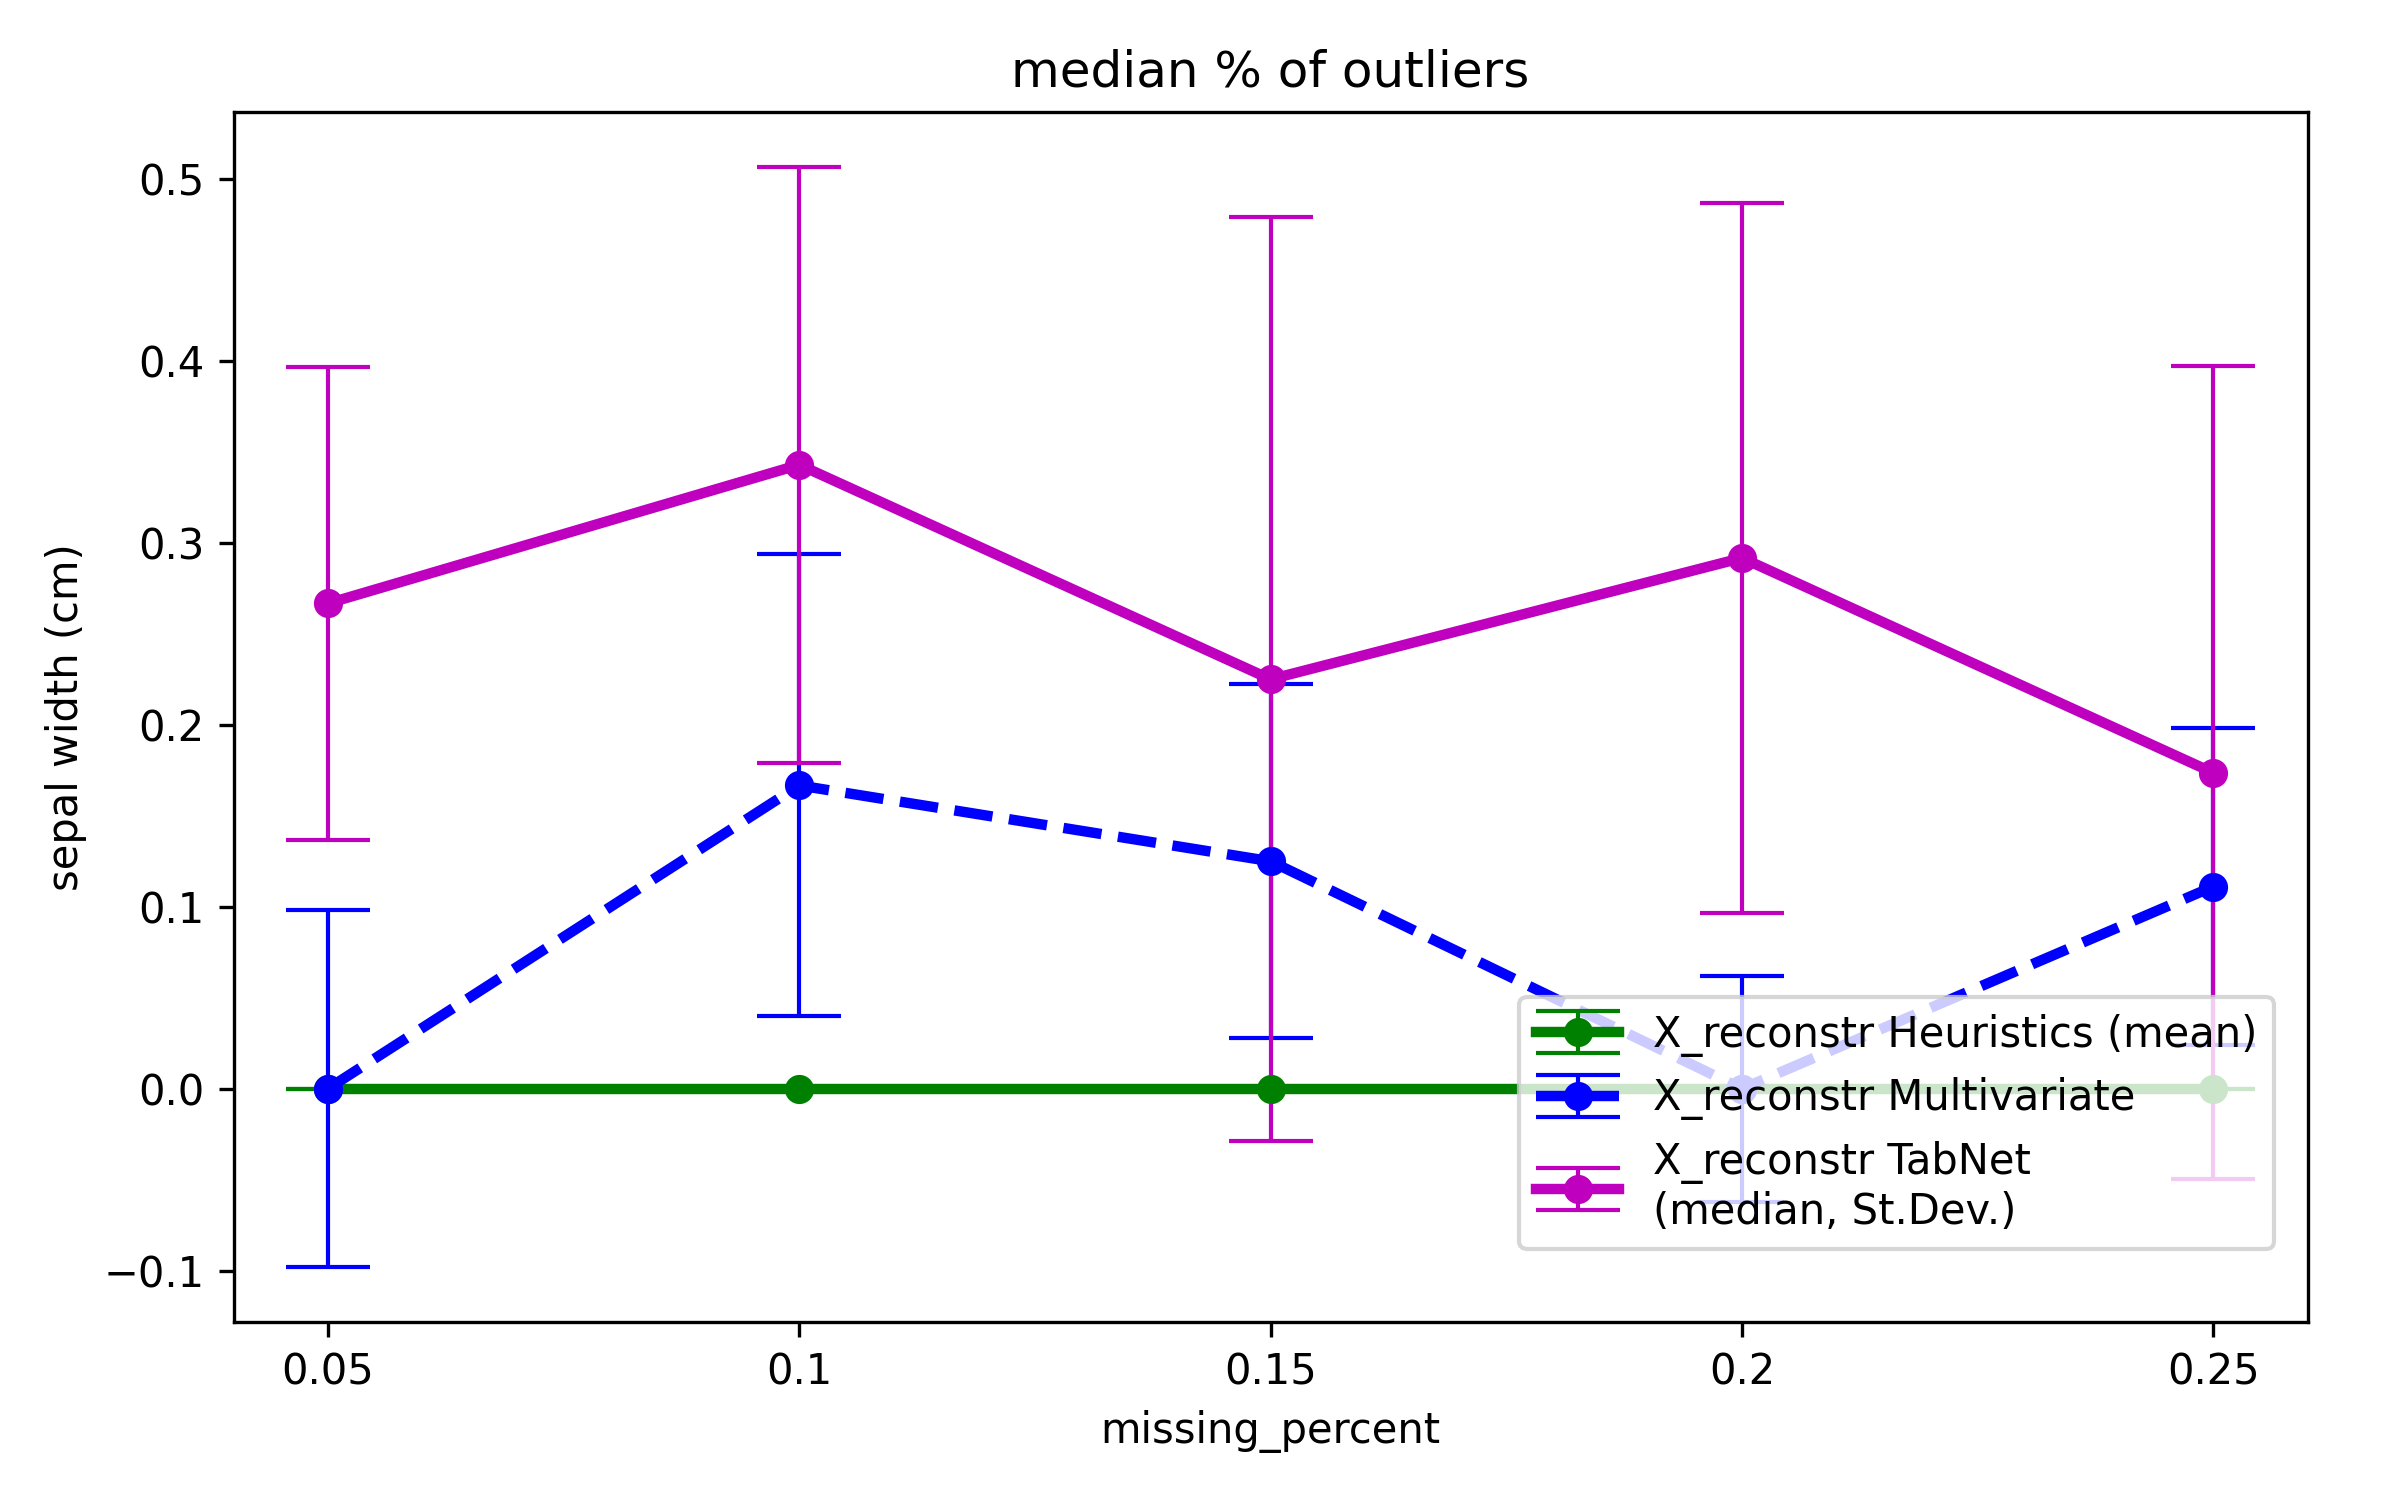 median % of outliers
0.5
0.4
0.3
0.2
0.1
0.0
−0.1
sepal width (cm)
X_reconstr Heuristics (mean)
X_reconstr Multivariate
X_reconstr TabNet
(median, St.Dev.)
0.05 0.1 0.15 0.2 0.25
missing_percent